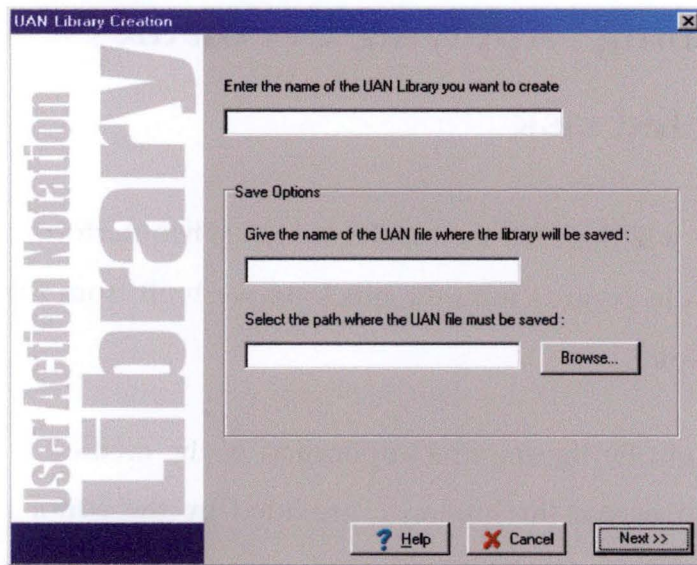 UAN Library Creation
User Action Notation
Library
Enter the name of the UAN Library you want to create
Save Options
Give the name of the UAN file where the library will be saved :
Select the path where the UAN file must be saved :
Browse...
Help
Cancel
Next >>